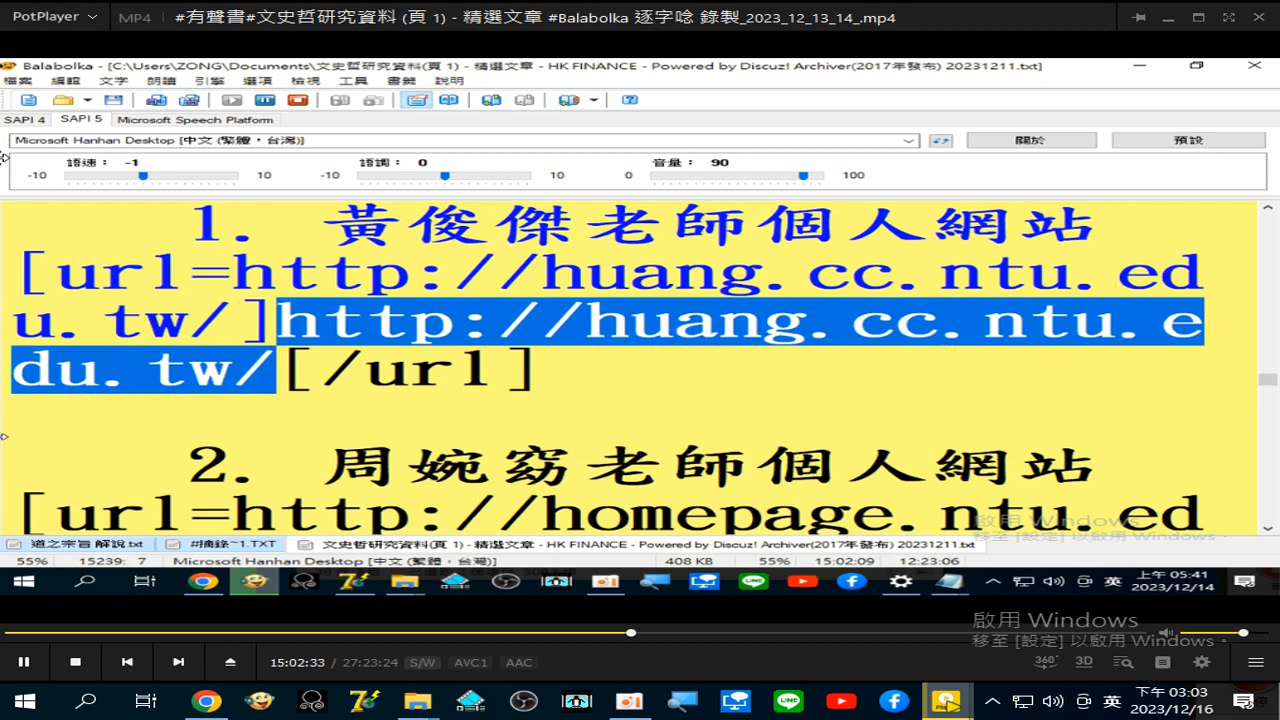 PotPlayer MP4 #有聲書#文史哲研究資料 (頁 1) - 精選文章 #Balabolka 逐字唸 錄製_2023_12_13_14_.mp4
Balabolka - [C:\Users\ZONG\Documents\文史哲研究資料(頁 1) - 精選文章 - HK FINANCE - Powered by Discuz! Archiver(2017年發布) 20231211.txt]
檔案 編輯 文字 朗讀 引擎 選項 檢視 工具 書籤 說明
SAPI 4 SAPI 5 Microsoft Speech Platform
Microsoft Hanhan Desktop [中文 (繁體，台灣)] 關於 預設
語速： -1 語調： 0 音量： 90
-10 10 -10 10 0 100
1. 黃俊傑老師個人網站
[url=http://huang.cc.ntu.ed
u.tw/]http://huang.cc.ntu.e
du.tw/[/url]
2. 周婉窈老師個人網站
[url=http://homepage.ntu.ed
啟用 Windows
移至 [設定] 以啟用 Windows。
道之宗旨 解說.txt #摘錄~1.TXT 文史哲研究資料(頁 1) - 精選文章 - HK FINANCE - Powered by Discuz! Archiver(2017年發布) 20231211.txt
55% 15239: 7 Microsoft Hanhan Desktop [中文 (繁體，台灣)] 408 KB 55% 15:02:09 12:23:06
英 上午 05:41
2023/12/14
啟用 Windows
移至 [設定] 以啟用 Windows。
15:02:33 / 27:23:24 S/W AVC1 AAC 360° 3D
英 下午 03:03
2023/12/16